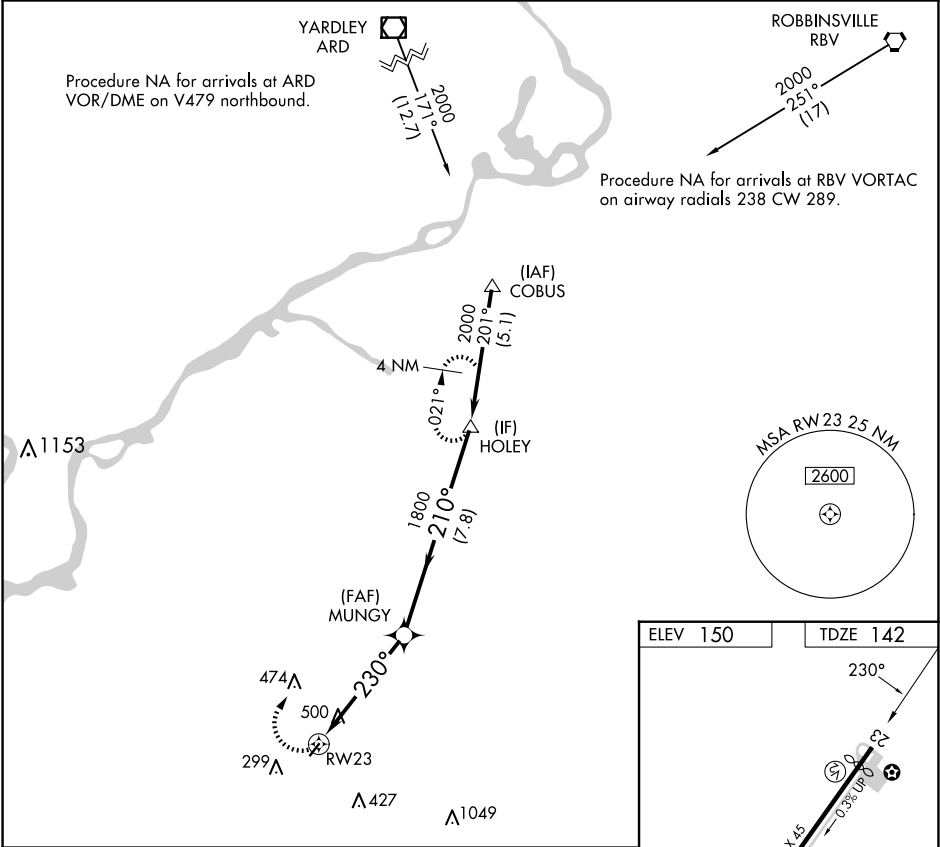 YARDLEY
ARD
ROBBINSVILLE
RBV
Procedure NA for arrivals at ARD
VOR/DME on V479 northbound.
2000
171°
(12.7)
2000
251°
(17)
Procedure NA for arrivals at RBV VORTAC
on airway radials 238 CW 289.
(IAF)
COBUS
2000
201°
(5.1)
4 NM
021°
(IF)
HOLEY
1153
MSA RW23 25 NM
2600
1800
210°
(7.8)
(FAF)
MUNGY
ELEV 150
TDZE 142
230°
230°
474
500
23
RW23
299
V5
0.3% UP
427
1049
X 45